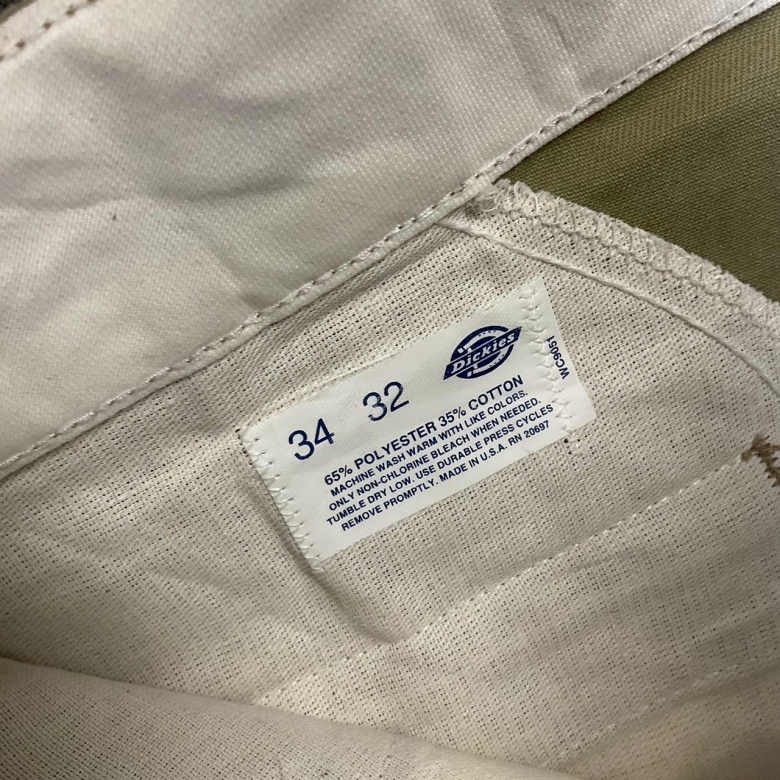 Dickies
34 32
65% POLYESTER 35% COTTON
MACHINE WASH WARM WITH LIKE COLORS.
ONLY NON-CHLORINE BLEACH WHEN NEEDED.
TUMBLE DRY LOW. USE DURABLE PRESS CYCLES
REMOVE PROMPTLY. MADE IN U.S.A. RN 20697
WC9051